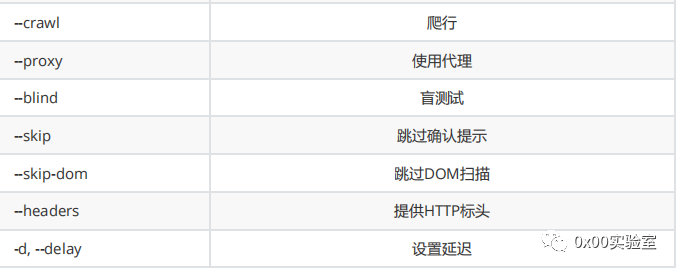 --crawl 爬行
--proxy 使用代理
--blind 盲测试
--skip 跳过确认提示
--skip-dom 跳过DOM扫描
--headers 提供HTTP标头
-d, --delay 设置延迟
0x00实验室